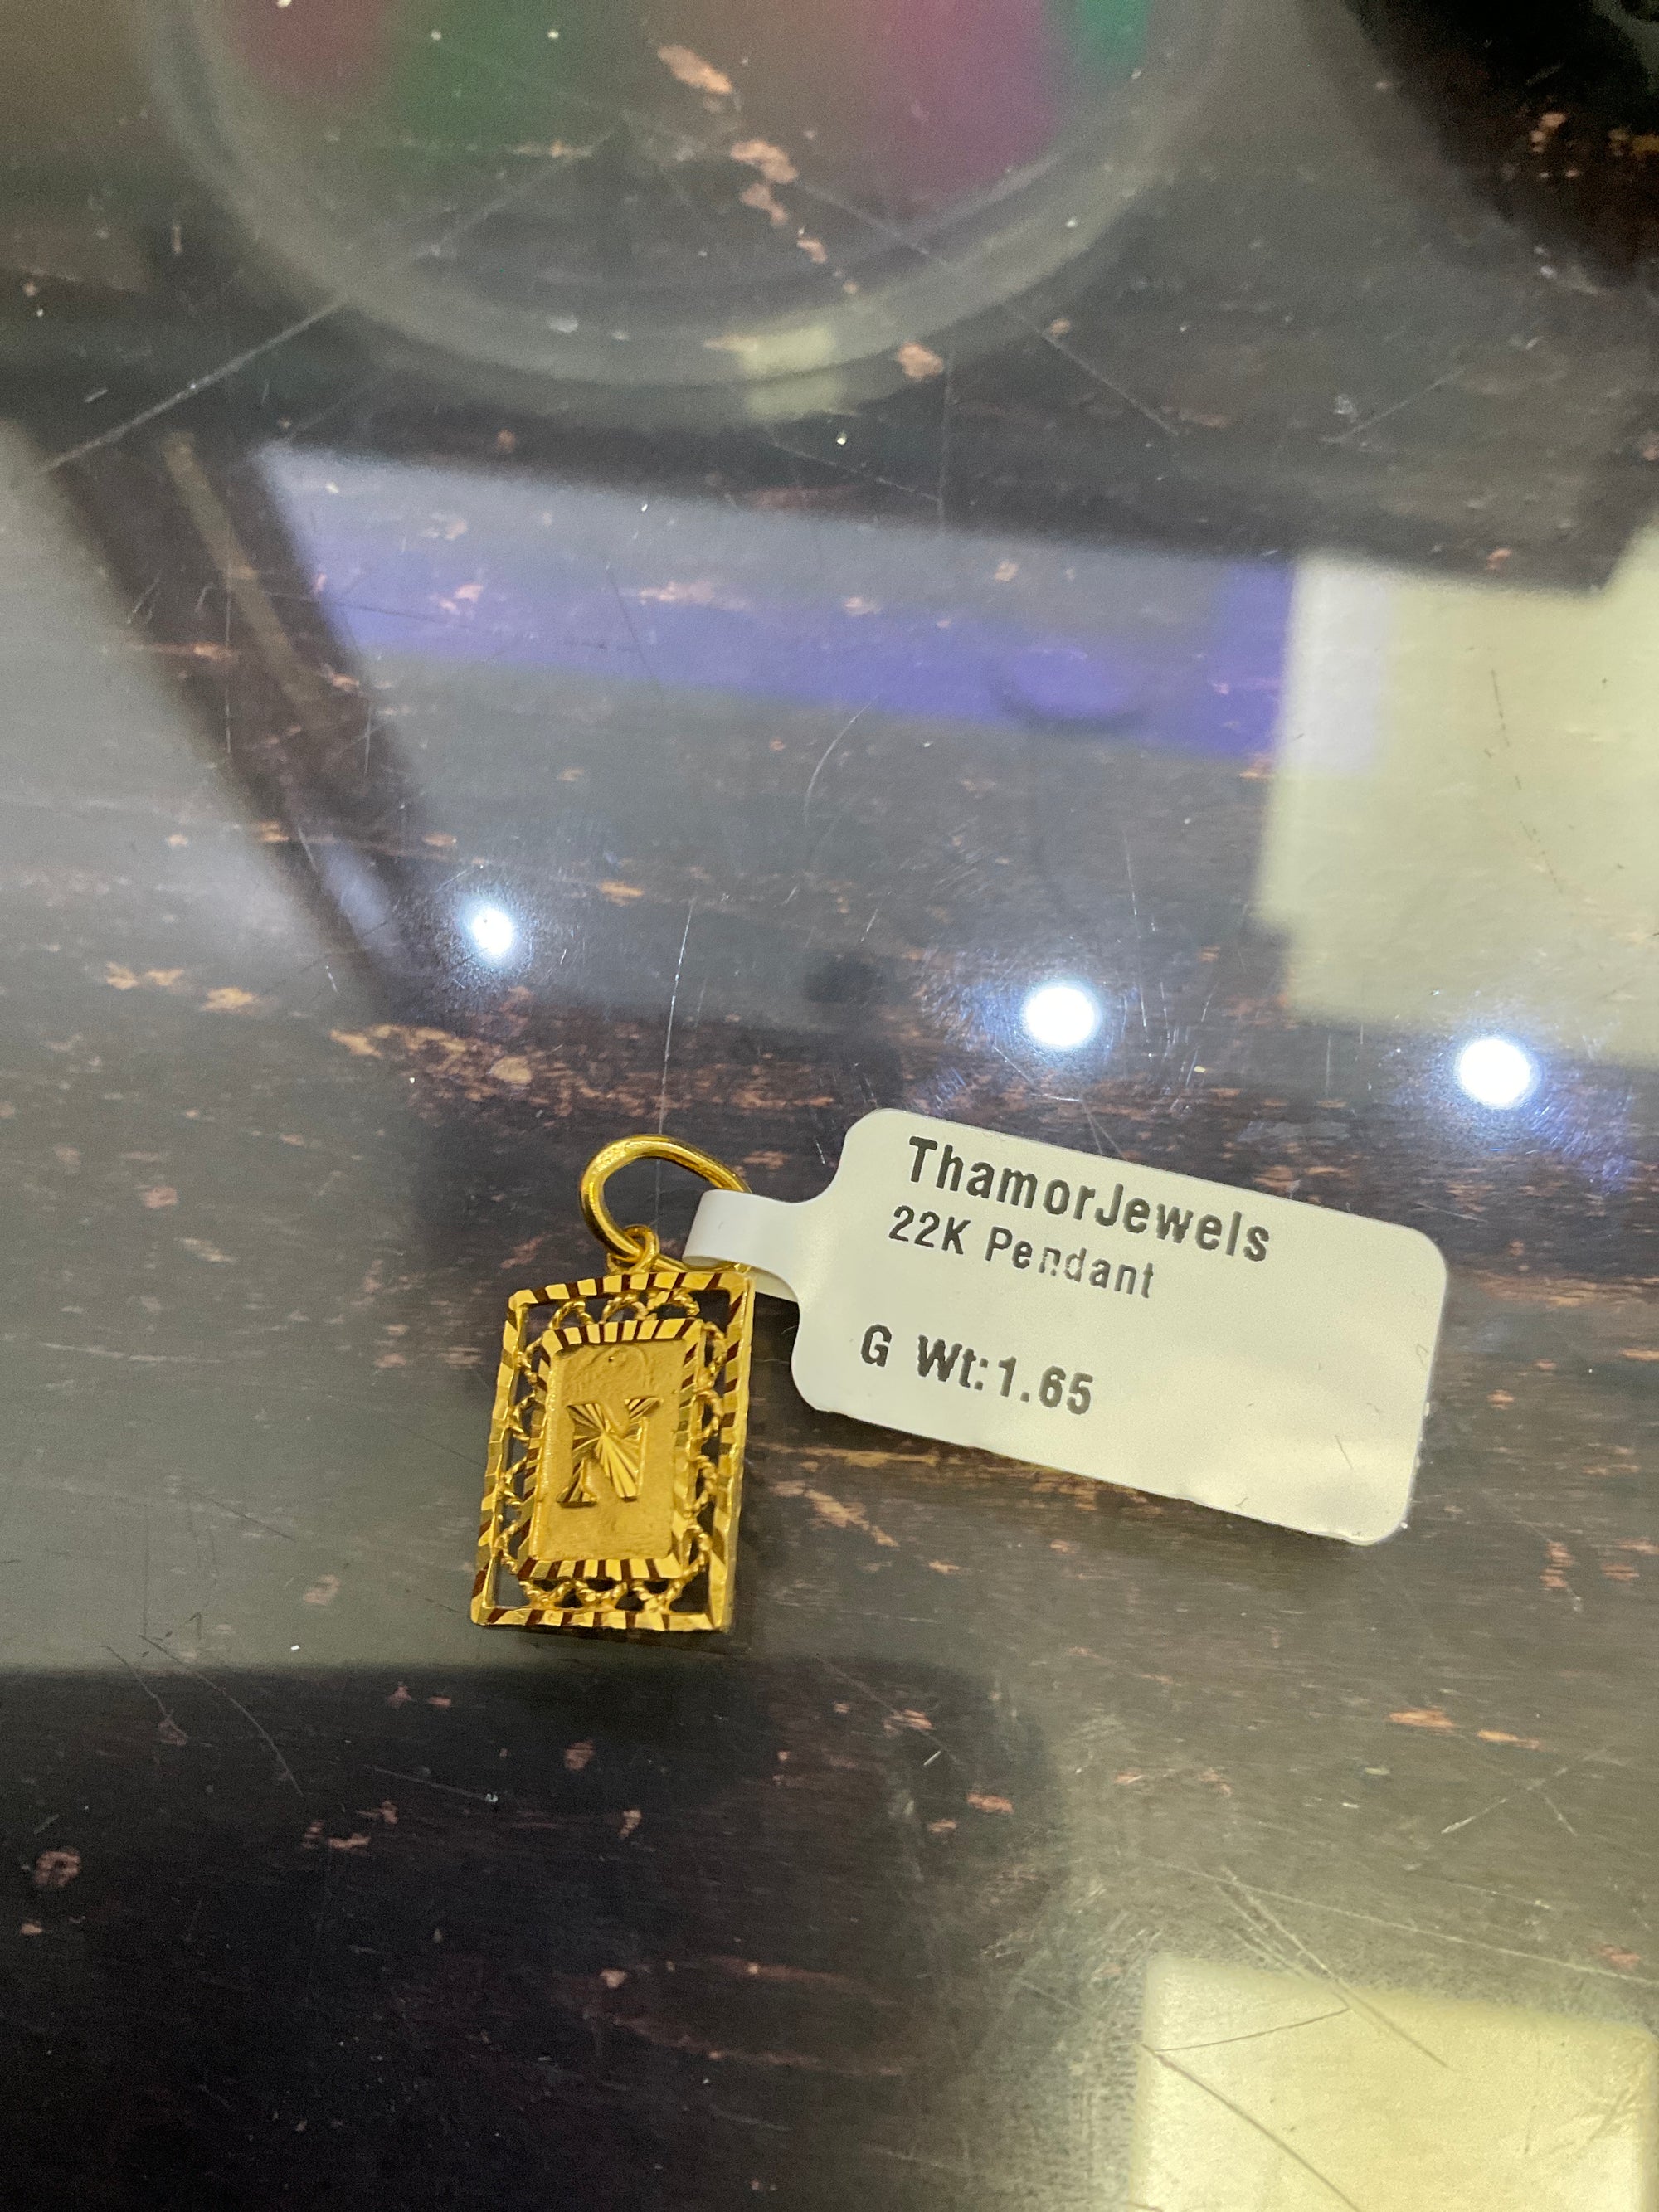 ThamorJewels
22K Pendant
G Wt:1.65
N